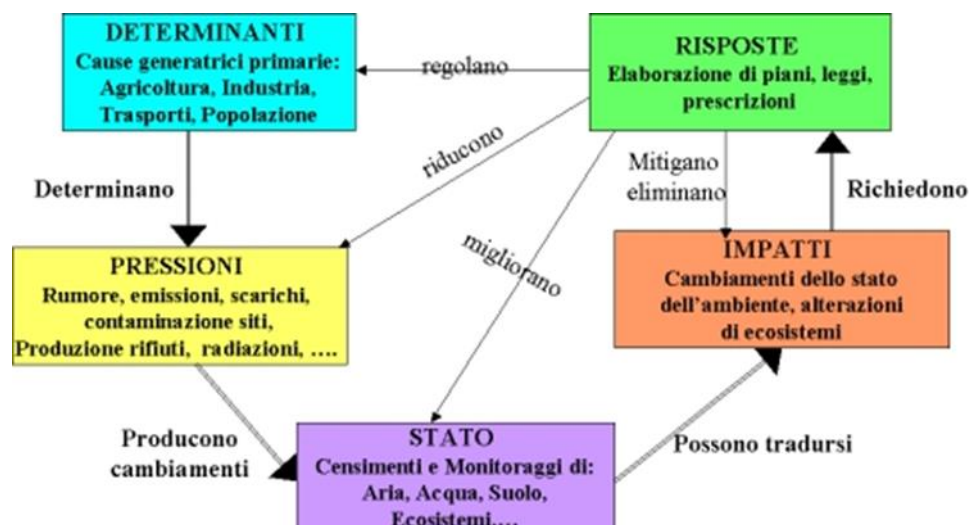 DETERMINANTI
Cause generatrici primarie:
Agricoltura, Industria,
Trasporti, Popolazione
regolano
RISPOSTE
Elaborazione di piani, leggi,
prescrizioni
riducono
Mitigano
eliminano
Determinano
Richiedono
migliorano
PRESSIONI
Rumore, emissioni, scarichi,
contaminazione siti,
Produzione rifiuti, radiazioni, ....
IMPATTI
Cambiamenti dello stato
dell'ambiente, alterazioni
di ecosistemi
Producono
cambiamenti
STATO
Censimenti e Monitoraggi di:
Aria, Acqua, Suolo,
Ecosistemi....
Possono tradursi